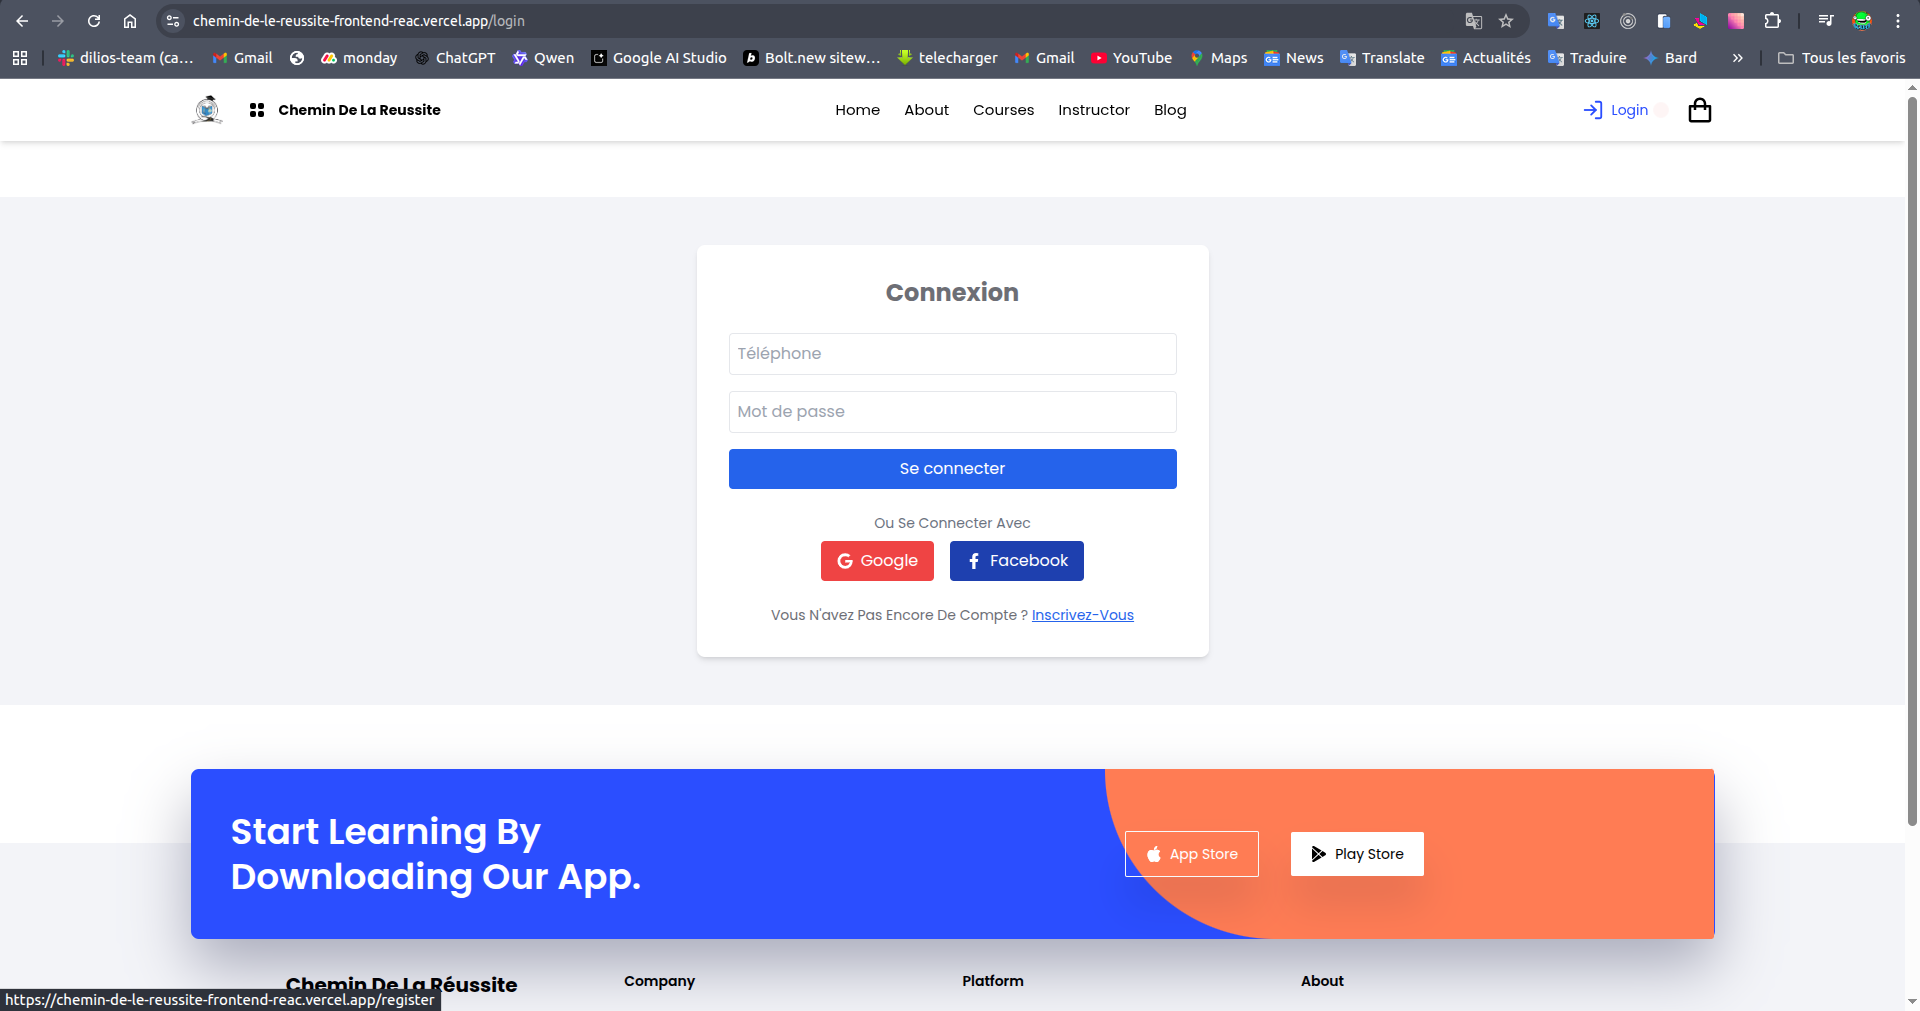 chemin-de-le-reussite-frontend-reac.vercel.app/login
dilios-team (ca... Gmail monday ChatGPT Qwen Google AI Studio Bolt.new sitew... telecharger Gmail YouTube Maps News Translate Actualités Traduire Bard » Tous les favoris
Chemin De La Reussite Home About Courses Instructor Blog Login
Connexion
Téléphone
Mot de passe
Se connecter
Ou Se Connecter Avec
Google Facebook
Vous N'avez Pas Encore De Compte ? Inscrivez-Vous
Start Learning By
Downloading Our App.
App Store Play Store
Chemin De La Réussite Company Platform About
https://chemin-de-le-reussite-frontend-reac.vercel.app/register